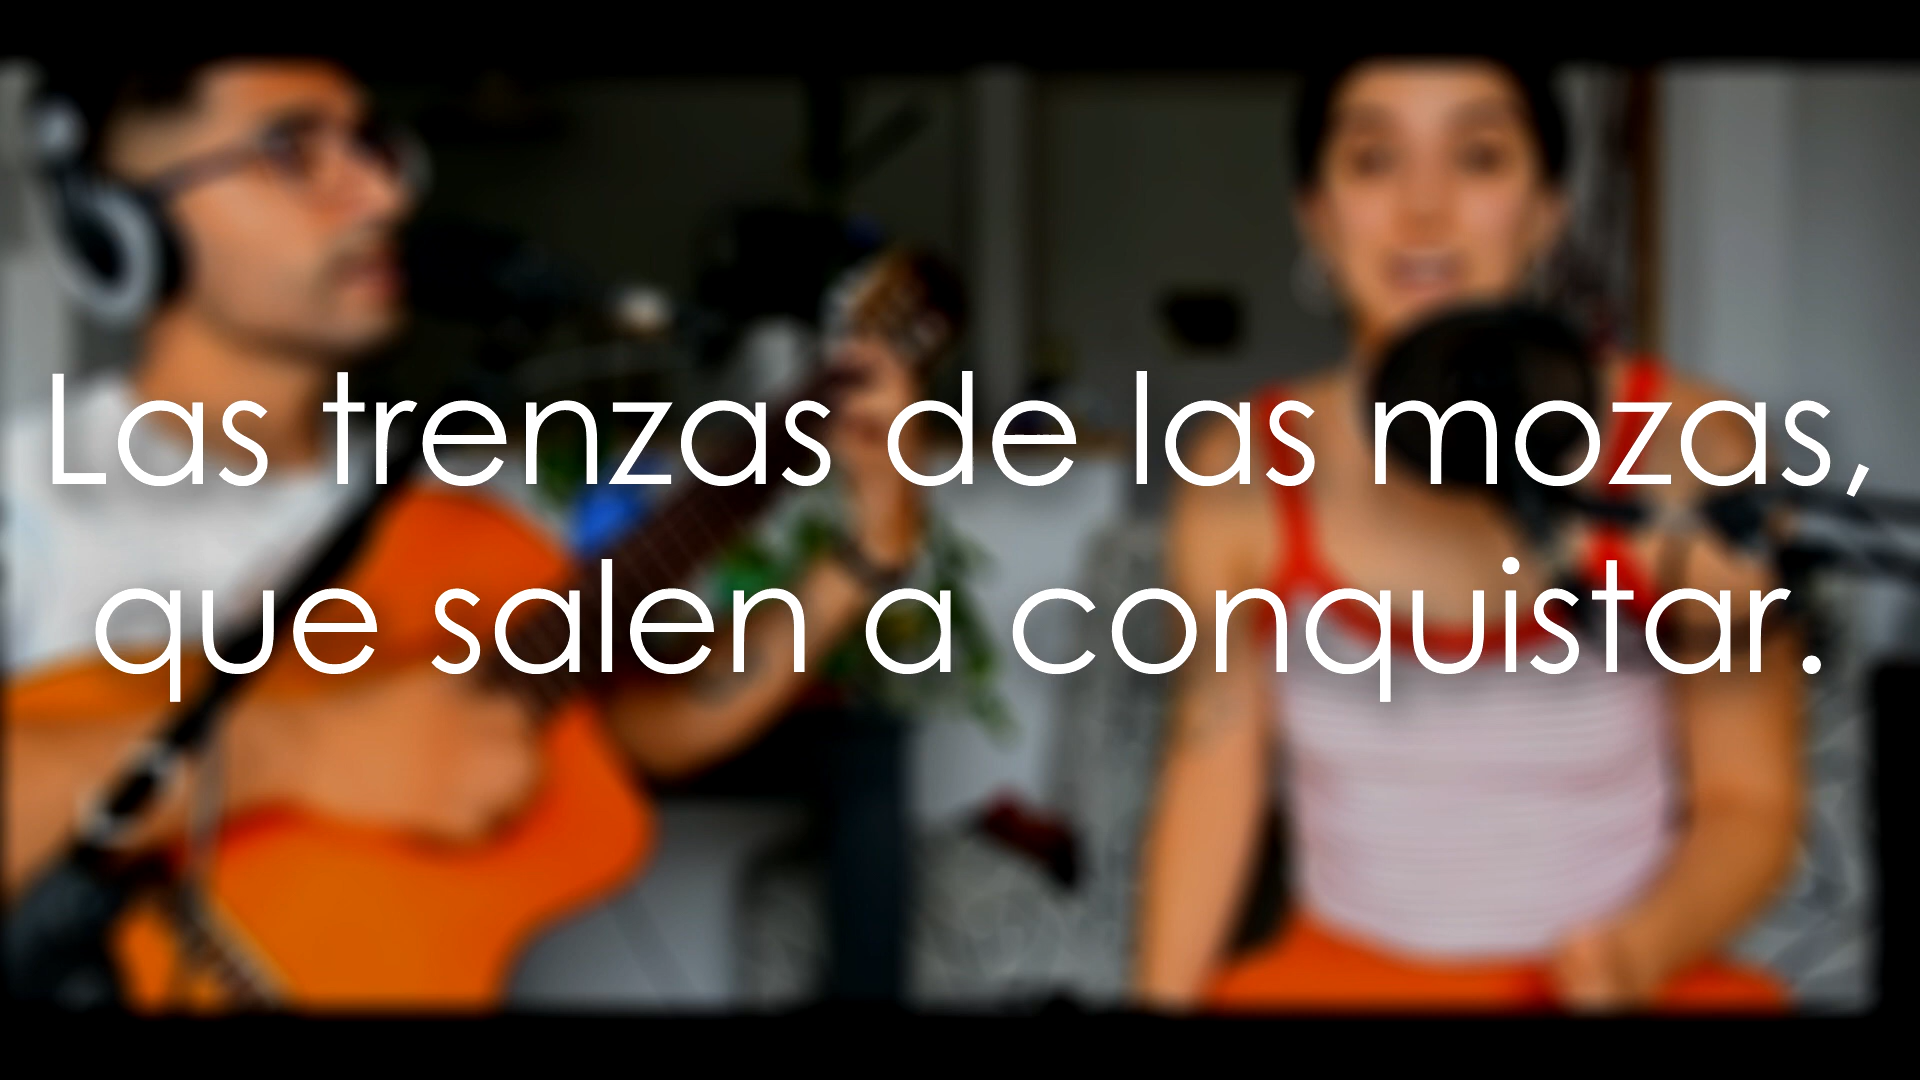 Las trenzas de las mozas,
que salen a conquistar.